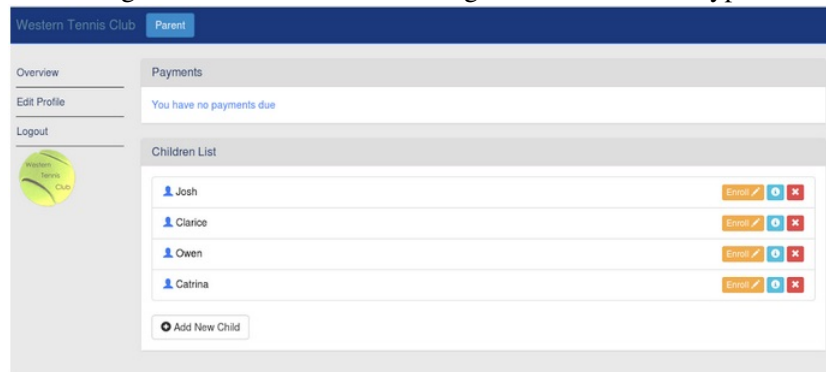 Western Tennis Club Parent
Overview
Edit Profile
Logout
Western
Tennis
Club
Payments
You have no payments due
Children List
Josh Enroll
Clarice Enroll
Owen Enroll
Catrina Enroll
Add New Child